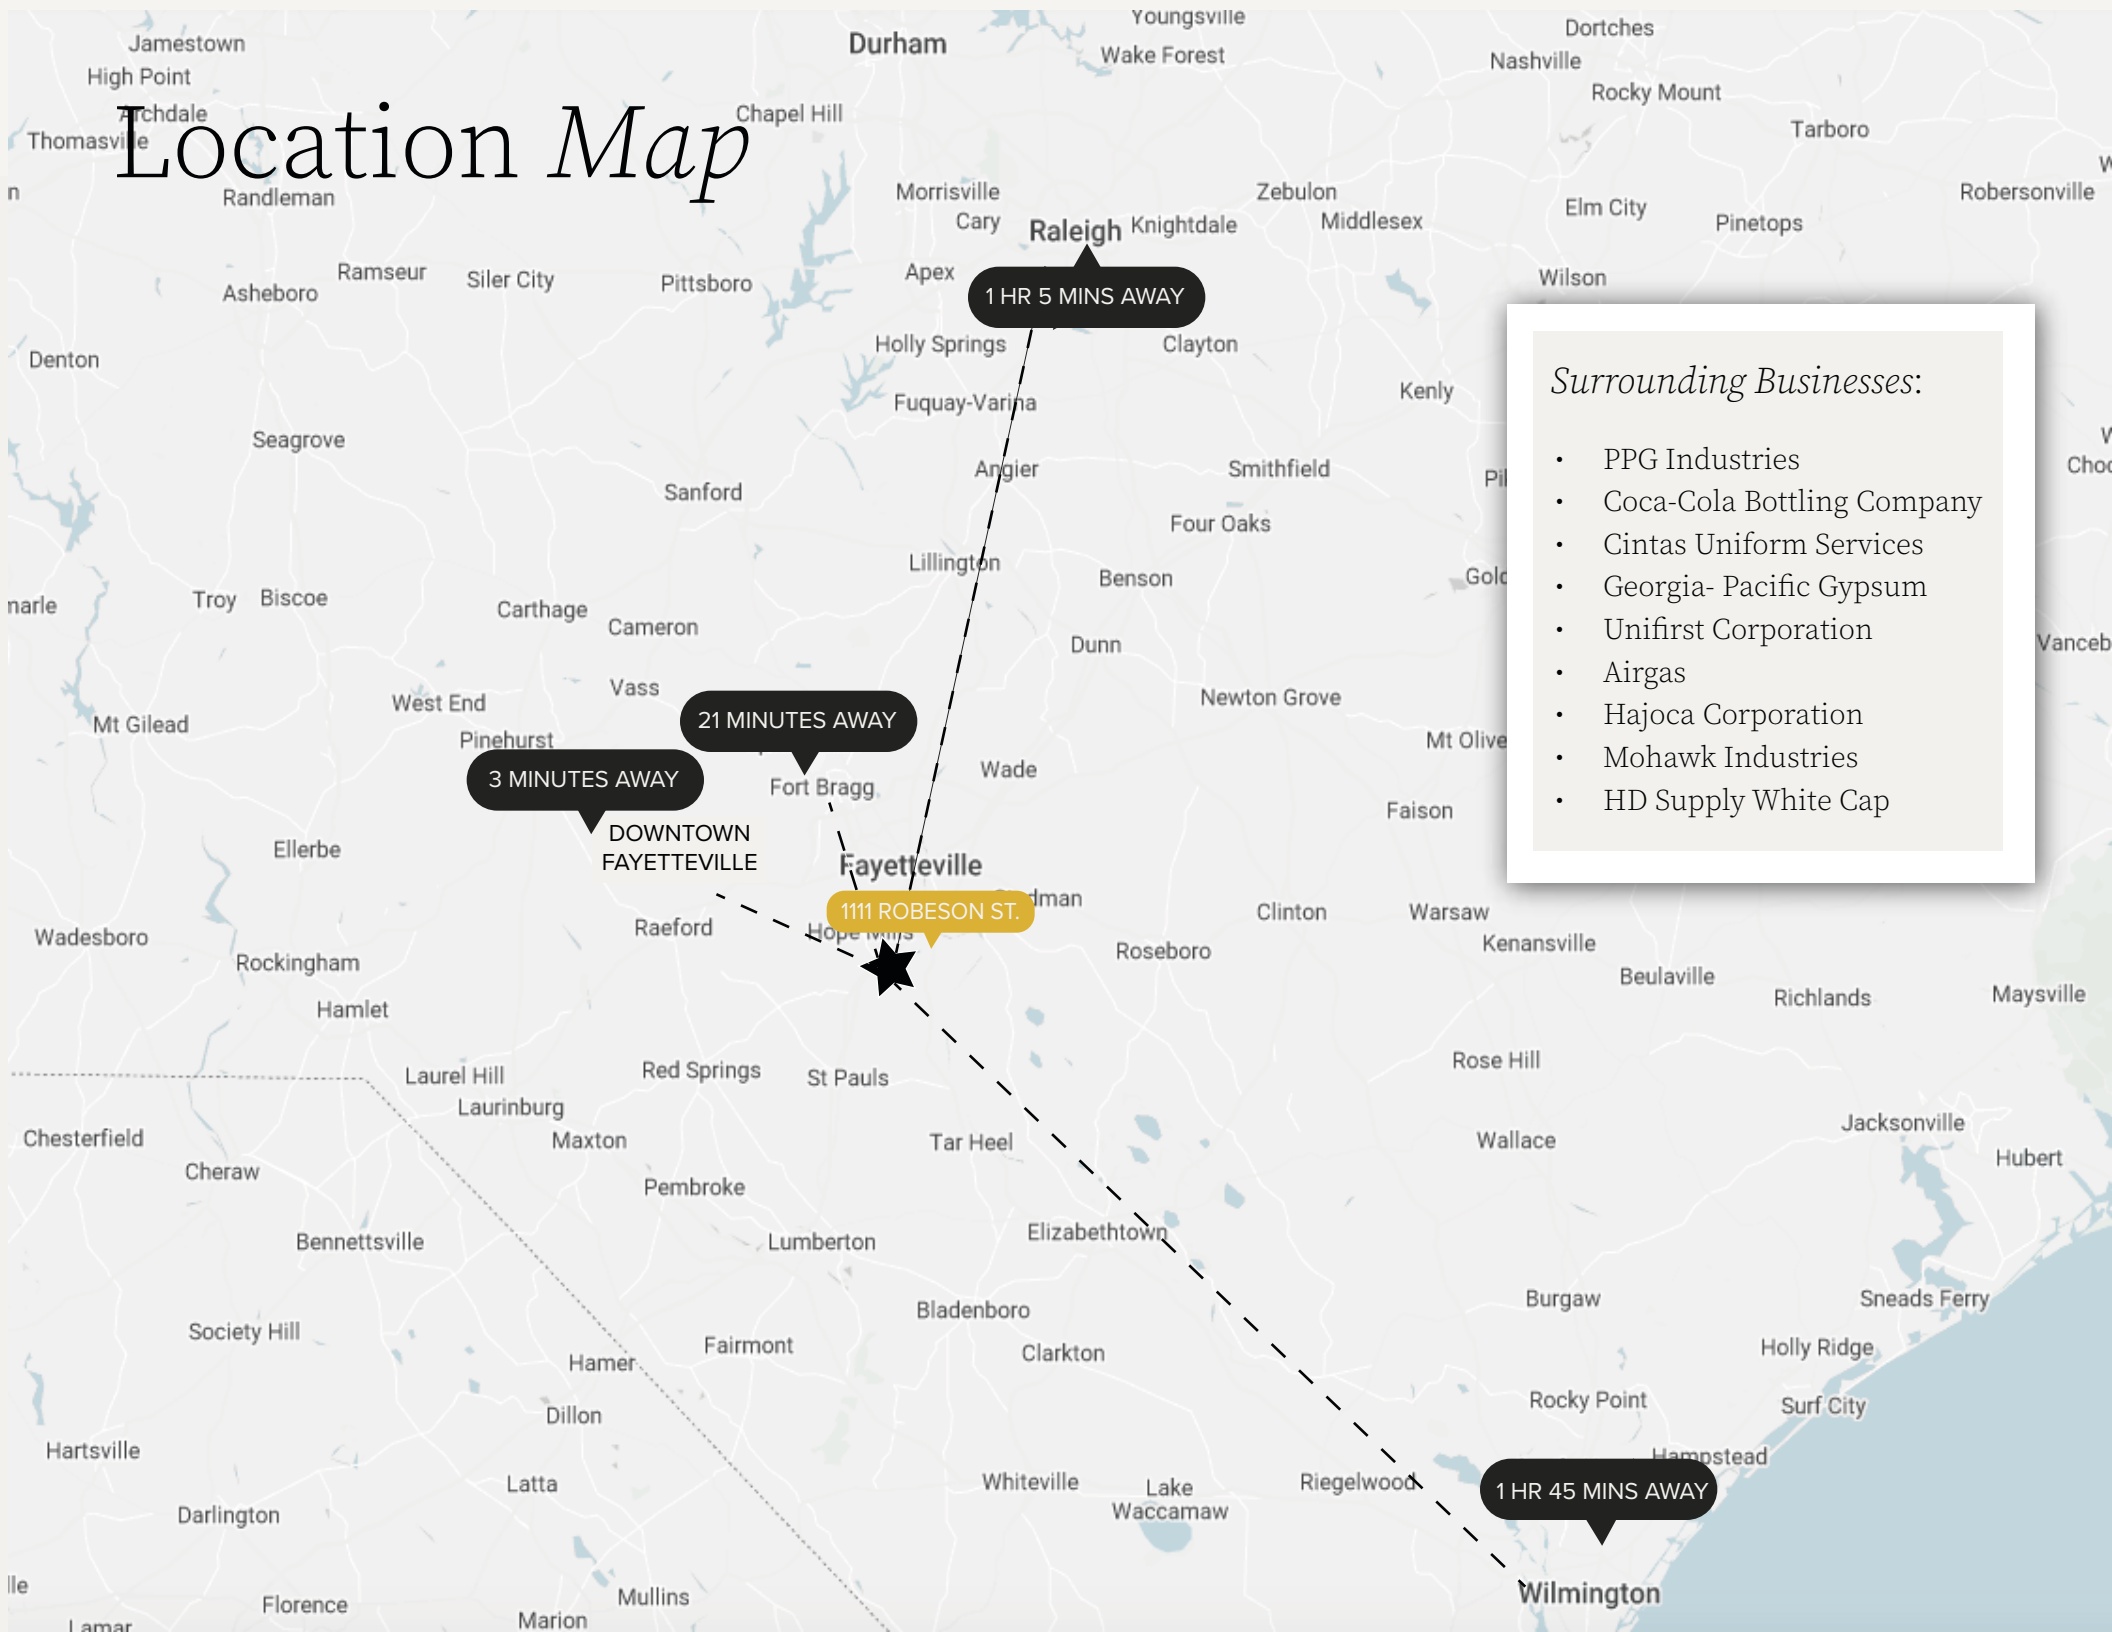 Location Map
Youngsville
Dortches
Jamestown
Durham
Wake Forest
Nashville
High Point
Rocky Mount
Archdale
Chapel Hill
Tarboro
Thomasville
Randleman
Morrisville
Zebulon
Robersonville
Cary
Raleigh
Knightdale
Middlesex
Elm City
Pinetops
Ramseur
Siler City
Pittsboro
Apex
Wilson
Asheboro
1 HR 5 MINS AWAY
Holly Springs
Clayton
Denton
Kenly
Fuquay-Varina
Seagrove
Angier
Smithfield
Sanford
Four Oaks
Lillington
Benson
Troy
Biscoe
Carthage
Cameron
Dunn
Vass
West End
Newton Grove
Mt Gilead
21 MINUTES AWAY
Pinehurst
Mt Olive
3 MINUTES AWAY
Fort Bragg
Wade
Faison
DOWNTOWN
FAYETTEVILLE
Ellerbe
Fayetteville
1111 ROBESON ST.
Clinton
Warsaw
Raeford
Hope Mills
Wadesboro
Kenansville
Rockingham
Roseboro
Beulaville
Richlands
Maysville
Hamlet
Surrounding Businesses:
• PPG Industries
• Coca-Cola Bottling Company
• Cintas Uniform Services
• Georgia- Pacific Gypsum
• Unifirst Corporation
• Airgas
• Hajoca Corporation
• Mohawk Industries
• HD Supply White Cap
Rose Hill
Laurel Hill
Red Springs
St Pauls
Laurinburg
Jacksonville
Chesterfield
Maxton
Tar Heel
Wallace
Hubert
Cheraw
Pembroke
Bennettsville
Lumberton
Elizabethtown
Burgaw
Sneads Ferry
Bladenboro
Society Hill
Fairmont
Clarkton
Holly Ridge
Hamer
Rocky Point
Surf City
Dillon
Hartsville
Hampstead
Latta
Whiteville
Lake
Waccamaw
Riegelwood
1 HR 45 MINS AWAY
Darlington
Wilmington
Florence
Mullins
Marion
Lamar